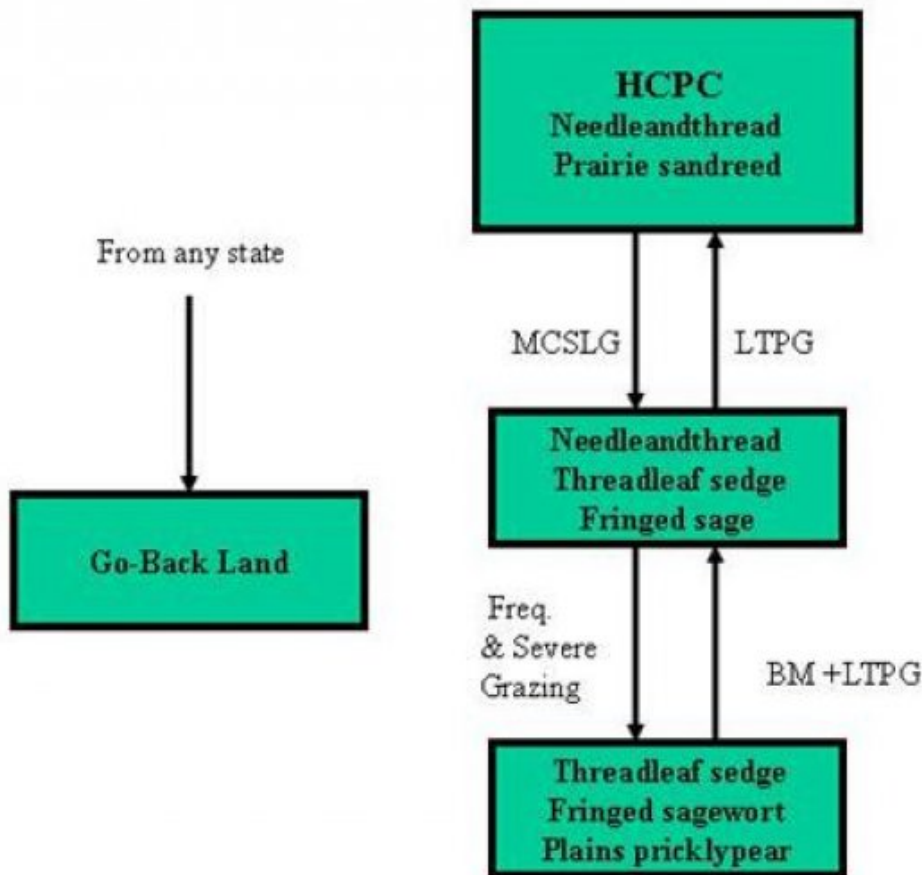 HCPC
Needleandthread
Prairie sandreed
From any state
MCSLG
LTPG
Needleandthread
Threadleaf sedge
Fringed sage
Go-Back Land
Freq.
& Severe
Grazing
BM +LTPG
Threadleaf sedge
Fringed sagewort
Plains pricklypear